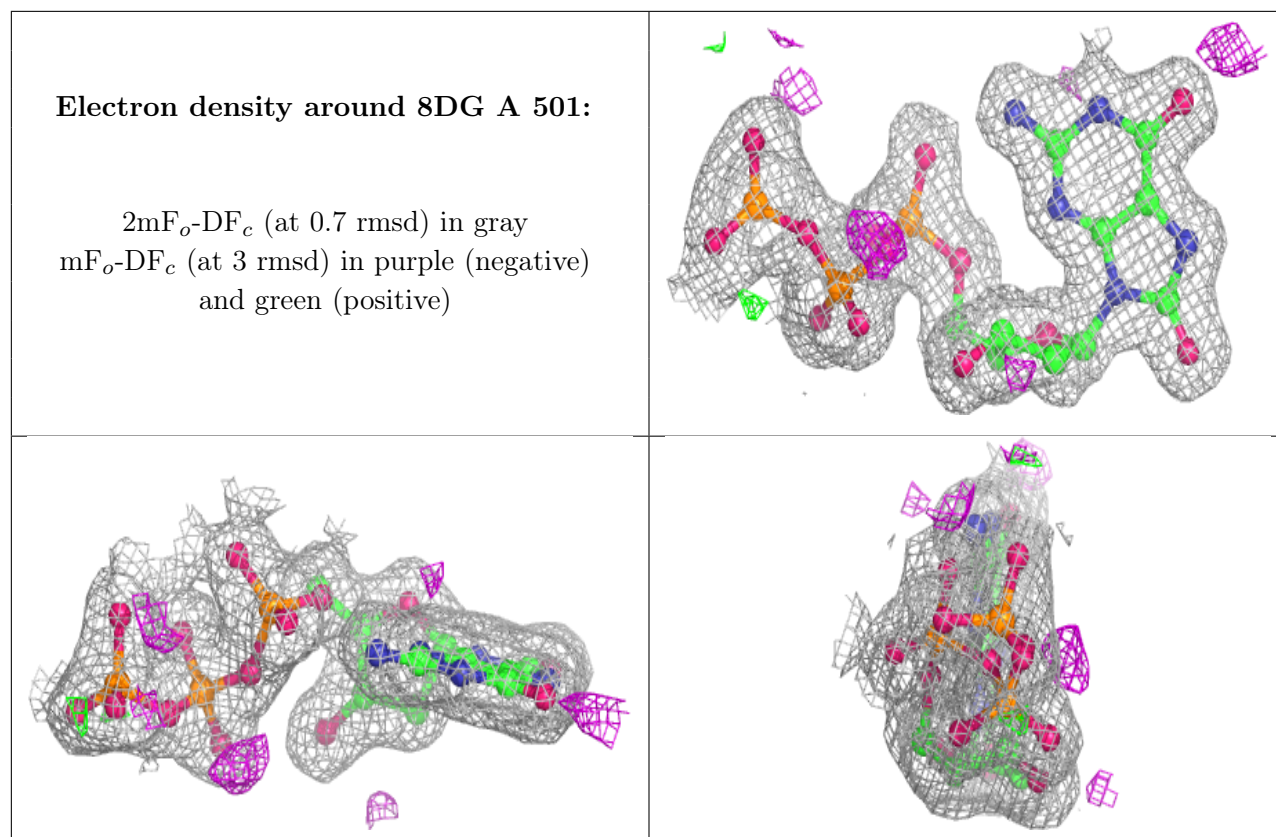 Electron density around 8DG A 501:
2mFo-DFc (at 0.7 rmsd) in gray
mFo-DFc (at 3 rmsd) in purple (negative)
and green (positive)